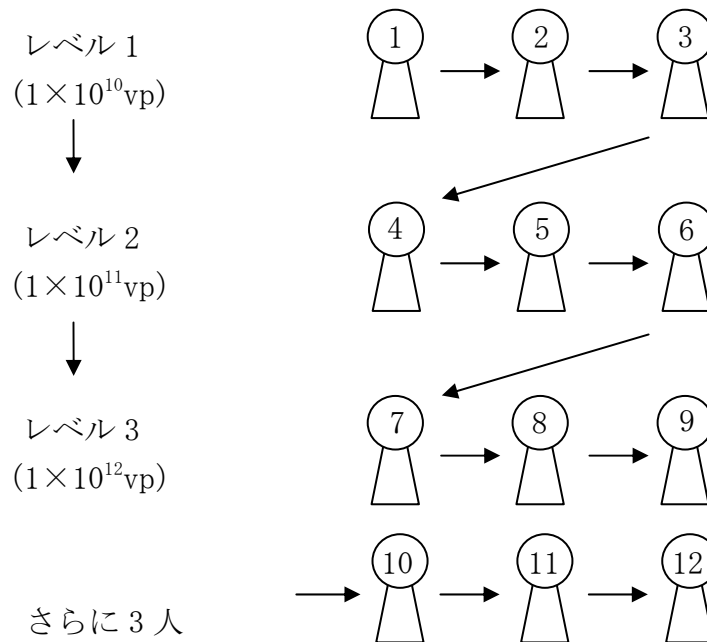 レベル 1
(1×10¹⁰vp)
1 2 3
レベル 2
(1×10¹¹vp)
4 5 6
レベル 3
(1×10¹²vp)
7 8 9
さらに 3 人
10 11 12